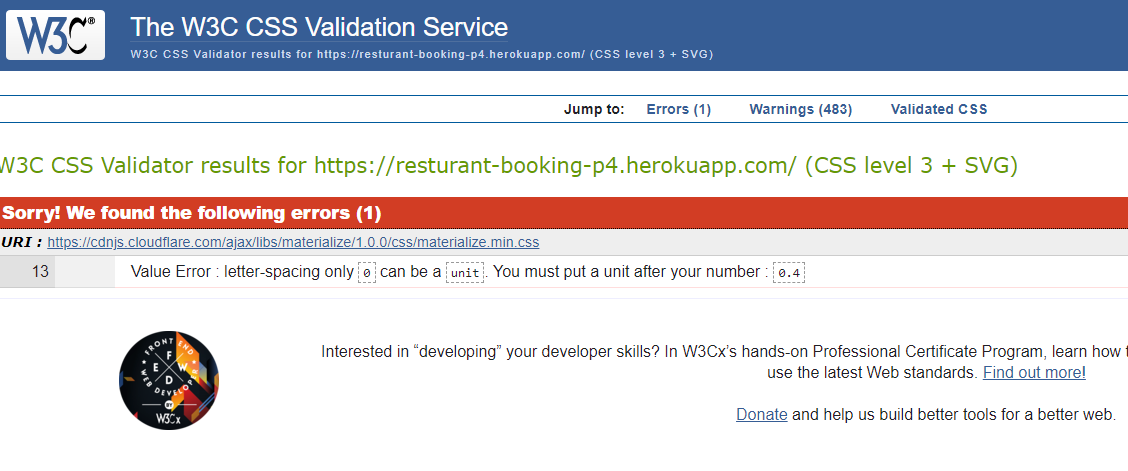 W3C® The W3C CSS Validation Service
W3C CSS Validator results for https://resturant-booking-p4.herokuapp.com/ (CSS level 3 + SVG)
Jump to: Errors (1) Warnings (483) Validated CSS
W3C CSS Validator results for https://resturant-booking-p4.herokuapp.com/ (CSS level 3 + SVG)
Sorry! We found the following errors (1)
URI : https://cdnjs.cloudflare.com/ajax/libs/materialize/1.0.0/css/materialize.min.css
13 Value Error : letter-spacing only 0 can be a unit. You must put a unit after your number : 0.4
FRONT END
F
E W
D
WEB DEVELOPER
W3Cx
Interested in “developing” your developer skills? In W3Cx’s hands-on Professional Certificate Program, learn how
use the latest Web standards. Find out more!
Donate and help us build better tools for a better web.